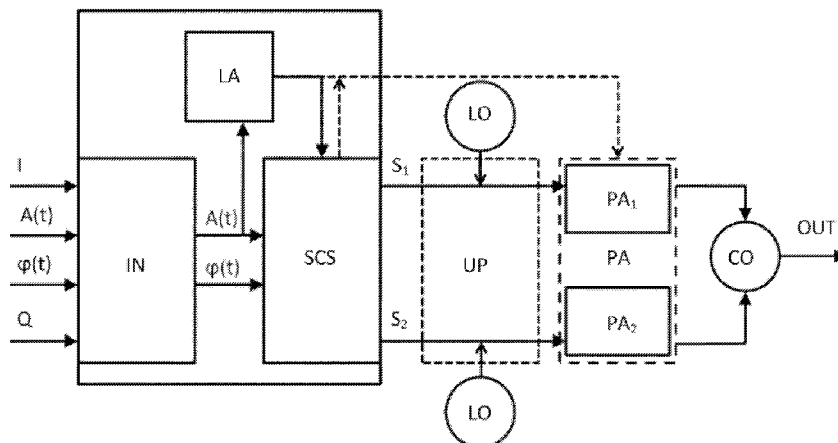 LA
LO
I
A(t)
φ(t)
Q
IN
A(t)
φ(t)
SCS
S1
S2
UP
LO
PA1
PA
PA2
CO
OUT